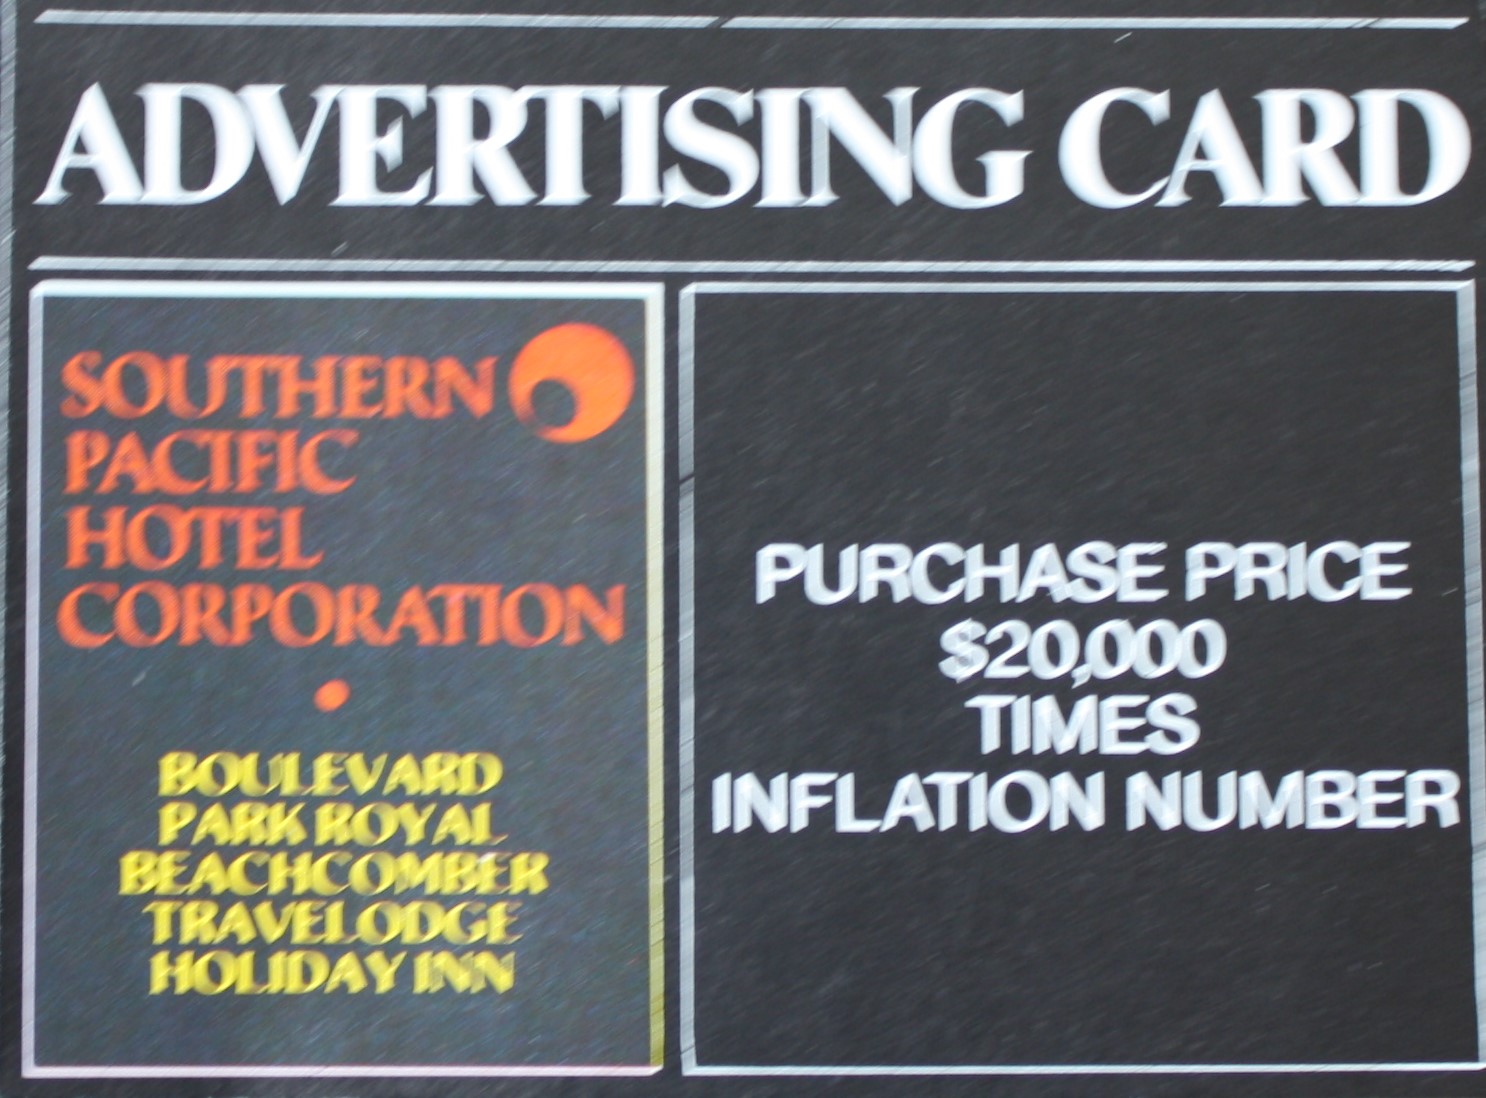 ADVERTISING CARD
SOUTHERN
PACIFIC
HOTEL
CORPORATION
BOULEVARD
PARK ROYAL
BEACHCOMBER
TRAVELODGE
HOLIDAY INN
PURCHASE PRICE
$20,000
TIMES
INFLATION NUMBER